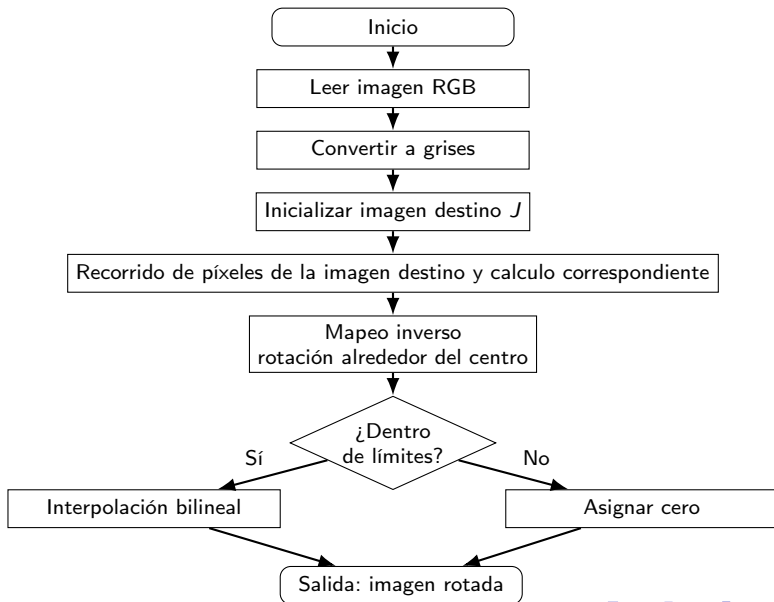 Inicio
Leer imagen RGB
Convertir a grises
Inicializar imagen destino J
Recorrido de píxeles de la imagen destino y calculo correspondiente
Mapeo inverso
rotación alrededor del centro
¿Dentro
de límites?
Sí
No
Interpolación bilineal
Asignar cero
Salida: imagen rotada